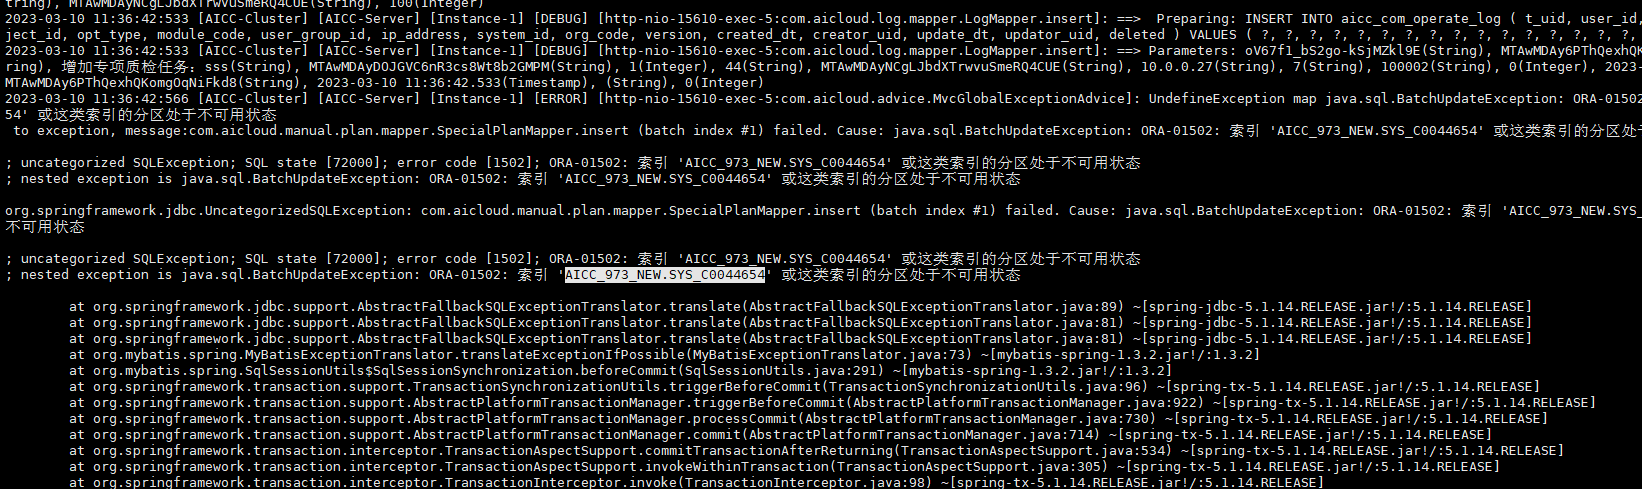 tring), MTAwMDAyNCgLJbdXTrwvuSmeRQ4CUE(String), 100(Integer)
2023-03-10 11:36:42:533 [AICC-Cluster] [AICC-Server] [Instance-1] [DEBUG] [http-nio-15610-exec-5:com.aicloud.log.mapper.LogMapper.insert]: ==>  Preparing: INSERT INTO aicc_com_operate_log ( t_uid, user_id,
ject_id, opt_type, module_code, user_group_id, ip_address, system_id, org_code, version, created_dt, creator_uid, update_dt, updator_uid, deleted ) VALUES ( ?, ?, ?, ?, ?, ?, ?, ?, ?, ?, ?, ?, ?, ?, ?, ?,
2023-03-10 11:36:42:533 [AICC-Cluster] [AICC-Server] [Instance-1] [DEBUG] [http-nio-15610-exec-5:com.aicloud.log.mapper.LogMapper.insert]: ==> Parameters: oV67f1_bS2go-kSjMZkl9E(String), MTAwMDAy6PThQexhQKom
ring), 增加专项质检任务：sss(String), MTAwMDAyDOJGVC6nR3cs8Wt8b2GMPM(String), 1(Integer), 44(String), MTAwMDAyNCgLJbdXTrwvuSmeRQ4CUE(String), 10.0.0.27(String), 7(String), 100002(String), 0(Integer), 2023-
MTAwMDAy6PThQexhQKomgOqNiFkd8(String), 2023-03-10 11:36:42.533(Timestamp), (String), 0(Integer)
2023-03-10 11:36:42:566 [AICC-Cluster] [AICC-Server] [Instance-1] [ERROR] [http-nio-15610-exec-5:com.aicloud.advice.MvcGlobalExceptionAdvice]: UndefineException map java.sql.BatchUpdateException: ORA-01502
54' 或这类索引的分区处于不可用状态
to exception, message:com.aicloud.manual.plan.mapper.SpecialPlanMapper.insert (batch index #1) failed. Cause: java.sql.BatchUpdateException: ORA-01502: 索引 'AICC_973_NEW.SYS_C0044654' 或这类索引的分区处于
; uncategorized SQLException; SQL state [72000]; error code [1502]; ORA-01502: 索引 'AICC_973_NEW.SYS_C0044654' 或这类索引的分区处于不可用状态
; nested exception is java.sql.BatchUpdateException: ORA-01502: 索引 'AICC_973_NEW.SYS_C0044654' 或这类索引的分区处于不可用状态
org.springframework.jdbc.UncategorizedSQLException: com.aicloud.manual.plan.mapper.SpecialPlanMapper.insert (batch index #1) failed. Cause: java.sql.BatchUpdateException: ORA-01502: 索引 'AICC_973_NEW.SYS_
不可用状态
; uncategorized SQLException; SQL state [72000]; error code [1502]; ORA-01502: 索引 'AICC_973_NEW.SYS_C0044654' 或这类索引的分区处于不可用状态
; nested exception is java.sql.BatchUpdateException: ORA-01502: 索引 'AICC_973_NEW.SYS_C0044654' 或这类索引的分区处于不可用状态
at org.springframework.jdbc.support.AbstractFallbackSQLExceptionTranslator.translate(AbstractFallbackSQLExceptionTranslator.java:89) ~[spring-jdbc-5.1.14.RELEASE.jar!/:5.1.14.RELEASE]
at org.springframework.jdbc.support.AbstractFallbackSQLExceptionTranslator.translate(AbstractFallbackSQLExceptionTranslator.java:81) ~[spring-jdbc-5.1.14.RELEASE.jar!/:5.1.14.RELEASE]
at org.springframework.jdbc.support.AbstractFallbackSQLExceptionTranslator.translate(AbstractFallbackSQLExceptionTranslator.java:81) ~[spring-jdbc-5.1.14.RELEASE.jar!/:5.1.14.RELEASE]
at org.mybatis.spring.MyBatisExceptionTranslator.translateExceptionIfPossible(MyBatisExceptionTranslator.java:73) ~[mybatis-spring-1.3.2.jar!/:1.3.2]
at org.mybatis.spring.SqlSessionUtils$SqlSessionSynchronization.beforeCommit(SqlSessionUtils.java:291) ~[mybatis-spring-1.3.2.jar!/:1.3.2]
at org.springframework.transaction.support.TransactionSynchronizationUtils.triggerBeforeCommit(TransactionSynchronizationUtils.java:96) ~[spring-tx-5.1.14.RELEASE.jar!/:5.1.14.RELEASE]
at org.springframework.transaction.support.AbstractPlatformTransactionManager.triggerBeforeCommit(AbstractPlatformTransactionManager.java:922) ~[spring-tx-5.1.14.RELEASE.jar!/:5.1.14.RELEASE]
at org.springframework.transaction.support.AbstractPlatformTransactionManager.processCommit(AbstractPlatformTransactionManager.java:730) ~[spring-tx-5.1.14.RELEASE.jar!/:5.1.14.RELEASE]
at org.springframework.transaction.support.AbstractPlatformTransactionManager.commit(AbstractPlatformTransactionManager.java:714) ~[spring-tx-5.1.14.RELEASE.jar!/:5.1.14.RELEASE]
at org.springframework.transaction.interceptor.TransactionAspectSupport.commitTransactionAfterReturning(TransactionAspectSupport.java:534) ~[spring-tx-5.1.14.RELEASE.jar!/:5.1.14.RELEASE]
at org.springframework.transaction.interceptor.TransactionAspectSupport.invokeWithinTransaction(TransactionAspectSupport.java:305) ~[spring-tx-5.1.14.RELEASE.jar!/:5.1.14.RELEASE]
at org.springframework.transaction.interceptor.TransactionInterceptor.invoke(TransactionInterceptor.java:98) ~[spring-tx-5.1.14.RELEASE.jar!/:5.1.14.RELEASE]